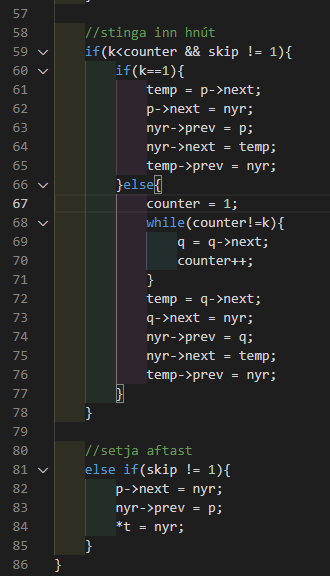 57
58 //stinga inn hnút
59 if(k<counter && skip != 1){
60 if(k==1){
61 temp = p->next;
62 p->next = nyr;
63 nyr->prev = p;
64 nyr->next = temp;
65 temp->prev = nyr;
66 }else{
67 counter = 1;
68 while(counter!=k){
69 q = q->next;
70 counter++;
71 }
72 temp = q->next;
73 q->next = nyr;
74 nyr->prev = q;
75 nyr->next = temp;
76 temp->prev = nyr;
77 }
78 }
79
80 //setja aftast
81 else if(skip != 1){
82 p->next = nyr;
83 nyr->prev = p;
84 *t = nyr;
85 }
86 }